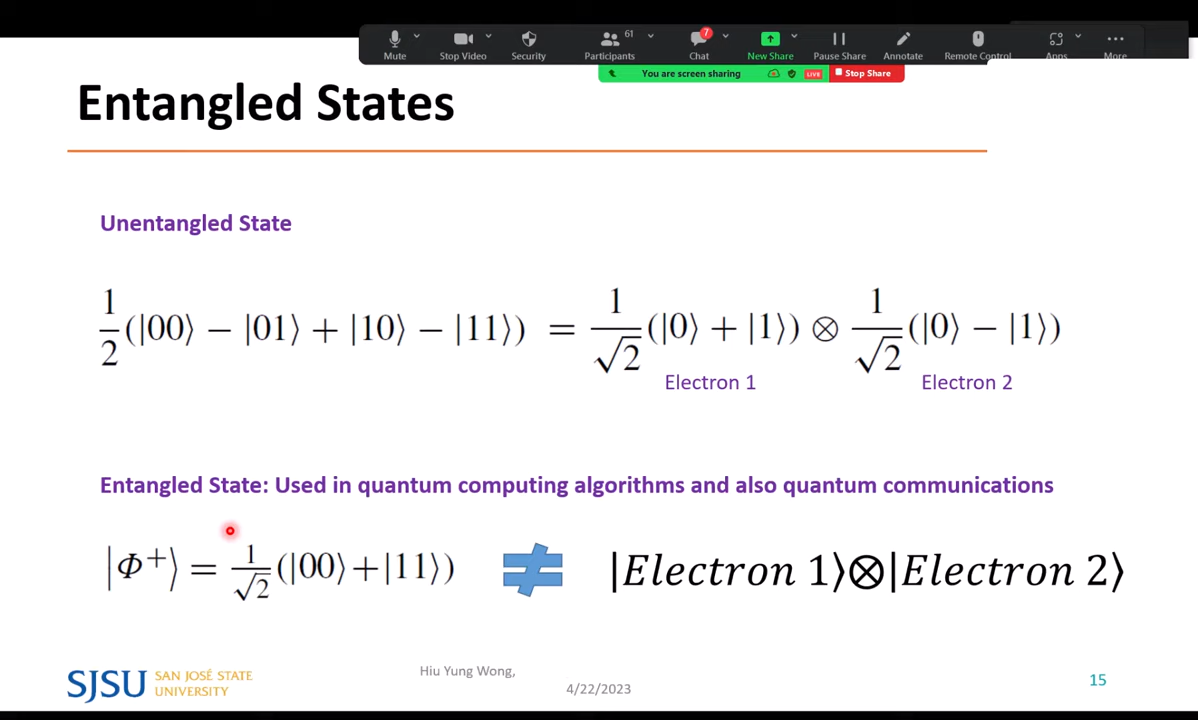 61
7
Mute
Stop Video
Security
Participants
Chat
New Share
Pause Share
Annotate
Remote Control
Apps
More
You are screen sharing
LIVE
Stop Share
Entangled States
Unentangled State
1/2(|00⟩ − |01⟩ + |10⟩ − |11⟩) = 1/√2(|0⟩ + |1⟩) ⊗ 1/√2(|0⟩ − |1⟩)
Electron 1 Electron 2
Entangled State: Used in quantum computing algorithms and also quantum communications
|Φ+⟩ = 1/√2(|00⟩+|11⟩) ≠ |Electron 1⟩⊗|Electron 2⟩
SJSU SAN JOSÉ STATE
UNIVERSITY
Hiu Yung Wong,
4/22/2023
15